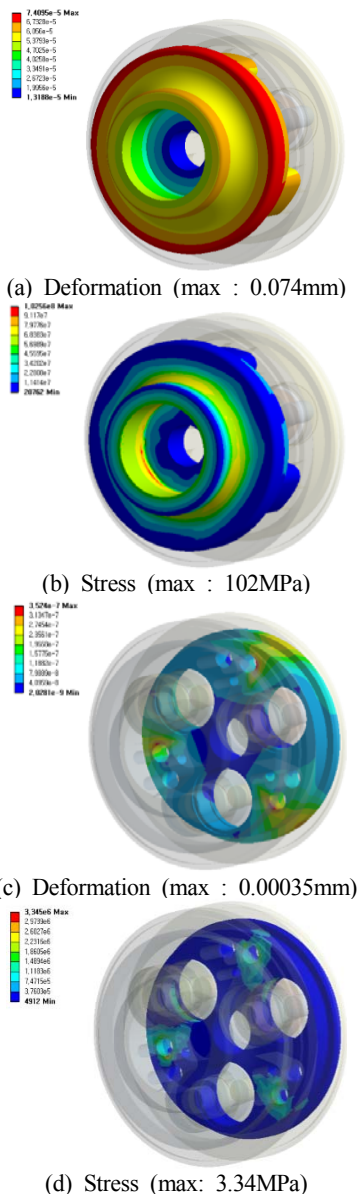 7,4095e-5 Max
6,7328e-5
6,056e-5
5,3793e-5
4,7025e-5
4,0258e-5
3,3491e-5
2,6723e-5
1,9956e-5
1,3188e-5 Min
(a) Deformation (max : 0.074mm)
1,0256e8 Max
9,117e7
7,9776e7
6,8383e7
5,6989e7
4,5595e7
3,4202e7
2,2808e7
1,1414e7
20762 Min
(b) Stress (max : 102MPa)
3,524e-7 Max
3,1347e-7
2,7454e-7
2,3561e-7
1,9668e-7
1,5775e-7
1,1882e-7
7,9889e-8
4,0959e-8
2,0281e-9 Min
(c) Deformation (max : 0.00035mm)
3,345e6 Max
2,9739e6
2,6027e6
2,2316e6
1,8605e6
1,4894e6
1,1183e6
7,4715e5
3,7603e5
4912 Min
(d) Stress (max: 3.34MPa)